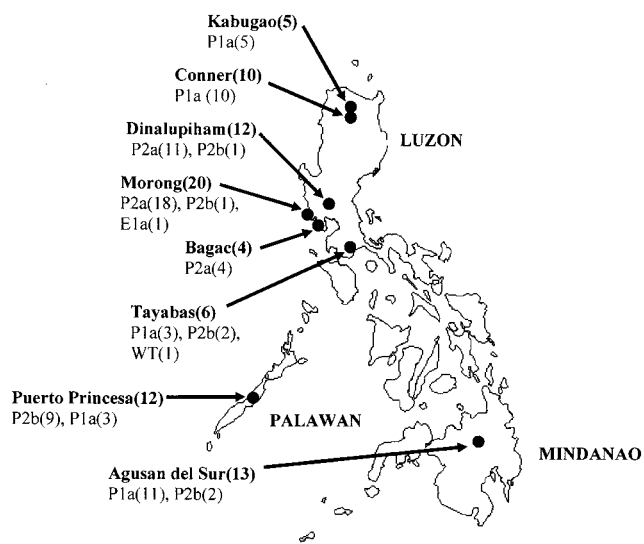 Kabugao(5)
P1a(5)
Conner(10)
P1a (10)
LUZON
Dinalupiham(12)
P2a(11), P2b(1)
Morong(20)
P2a(18), P2b(1),
E1a(1)
Bagac(4)
P2a(4)
Tayabas(6)
P1a(3), P2b(2),
WT(1)
Puerto Princesa(12)
P2b(9), P1a(3)
PALAWAN
MINDANAO
Agusan del Sur(13)
P1a(11), P2b(2)